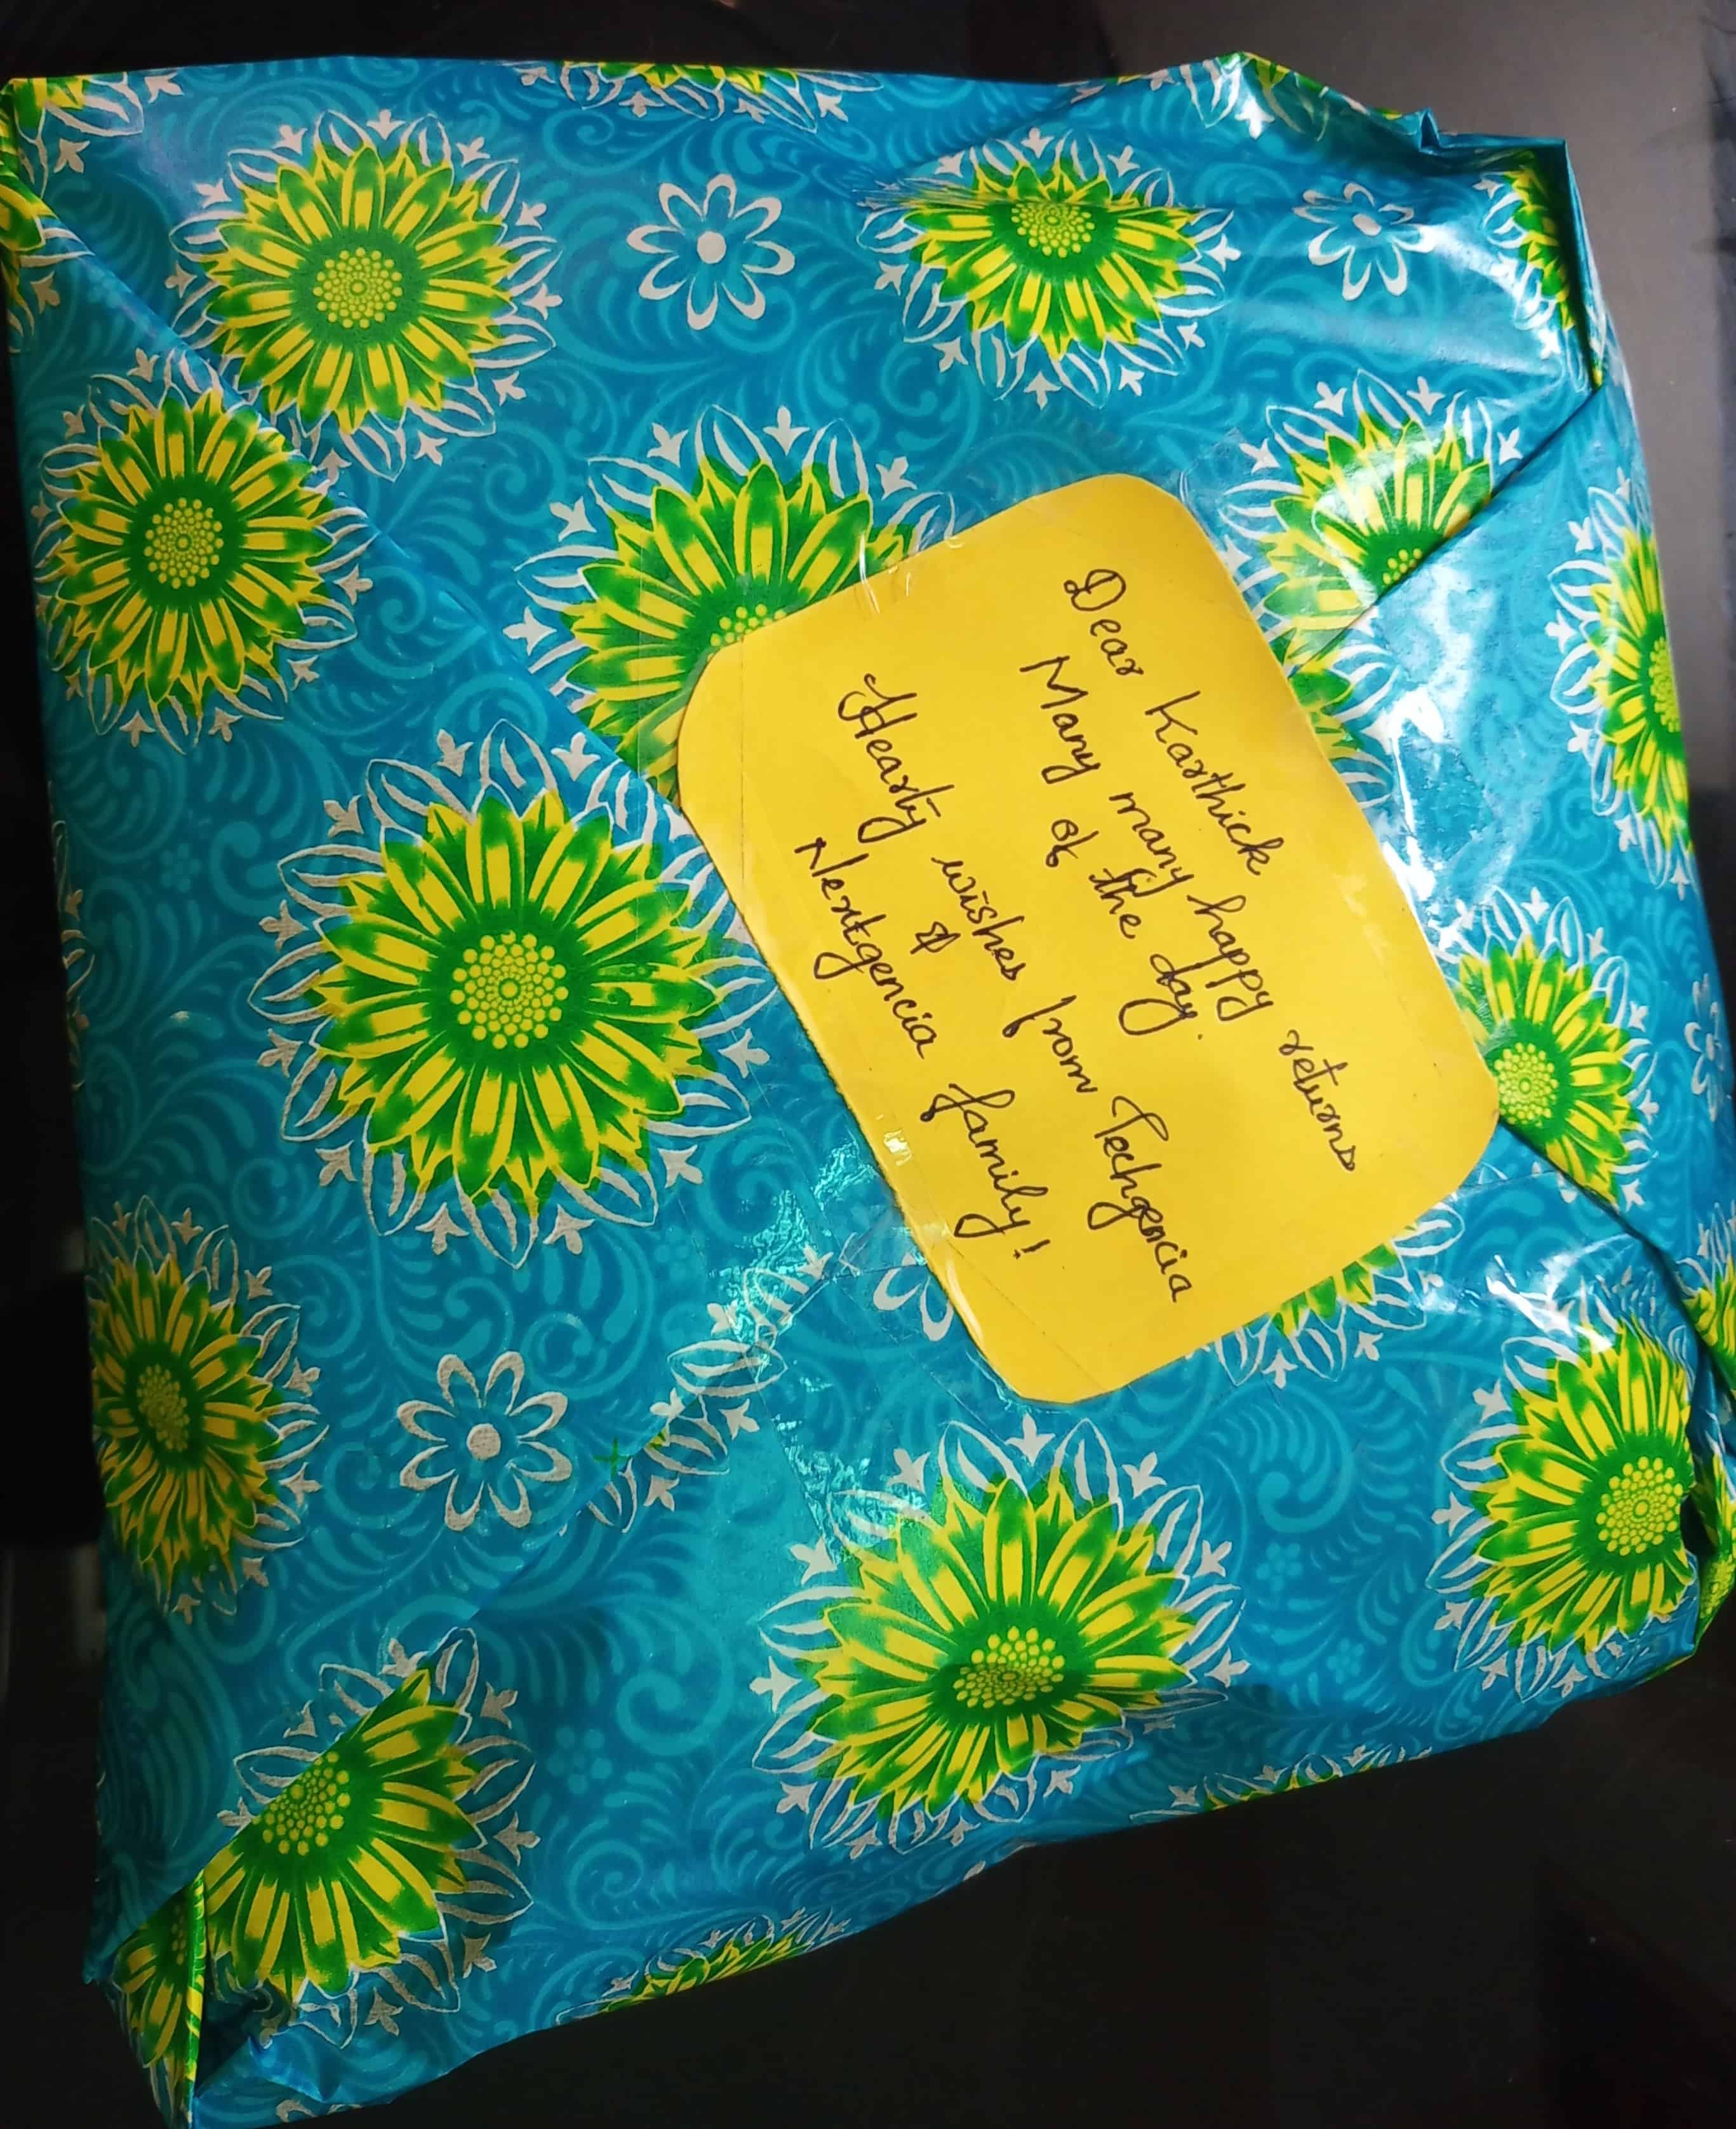 Dear Karthick
Many many happy returns
of the day.
Hearty wishes from Techgencia
&
Nextgencia family!